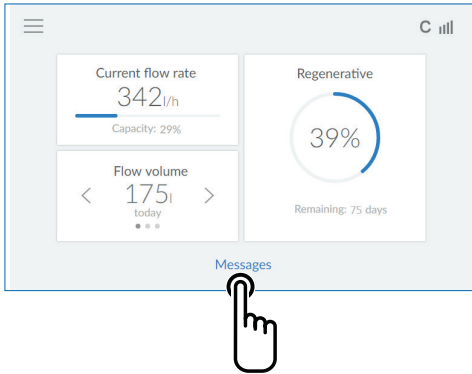 C
Current flow rate
342l/h
Capacity: 29%
Flow volume
175l
today
Regenerative
39%
Remaining: 75 days
Messages